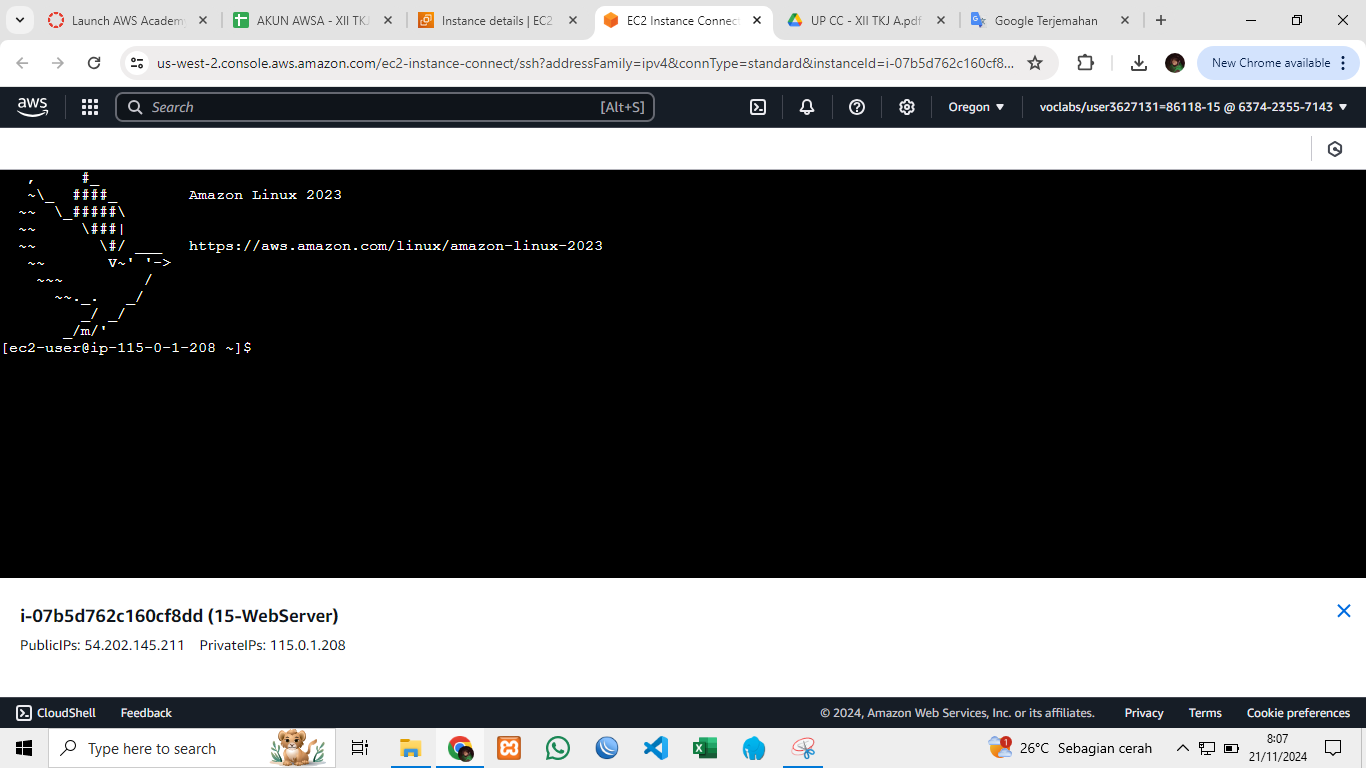 Launch AWS Academ
AKUN AWSA - XII TKJ
Instance details | EC2
EC2 Instance Connect
UP CC - XII TKJ A.pdf
Google Terjemahan
us-west-2.console.aws.amazon.com/ec2-instance-connect/ssh?addressFamily=ipv4&connType=standard&instanceId=i-07b5d762c160cf8...
New Chrome available
aws
Search
[Alt+S]
Oregon
voclabs/user3627131=86118-15 @ 6374-2355-7143
   ,     #_
   ~\_  ####_        Amazon Linux 2023
  ~~  \_#####\
  ~~     \###|
  ~~       \#/ ___   https://aws.amazon.com/linux/amazon-linux-2023
   ~~       V~' '->
    ~~~         /
      ~~._.   _/
         _/ _/
       _/m/'
[ec2-user@ip-115-0-1-208 ~]$
i-07b5d762c160cf8dd (15-WebServer)
PublicIPs: 54.202.145.211 PrivateIPs: 115.0.1.208
CloudShell
Feedback
© 2024, Amazon Web Services, Inc. or its affiliates.
Privacy
Terms
Cookie preferences
Type here to search
1
26°C Sebagian cerah
8:07
21/11/2024